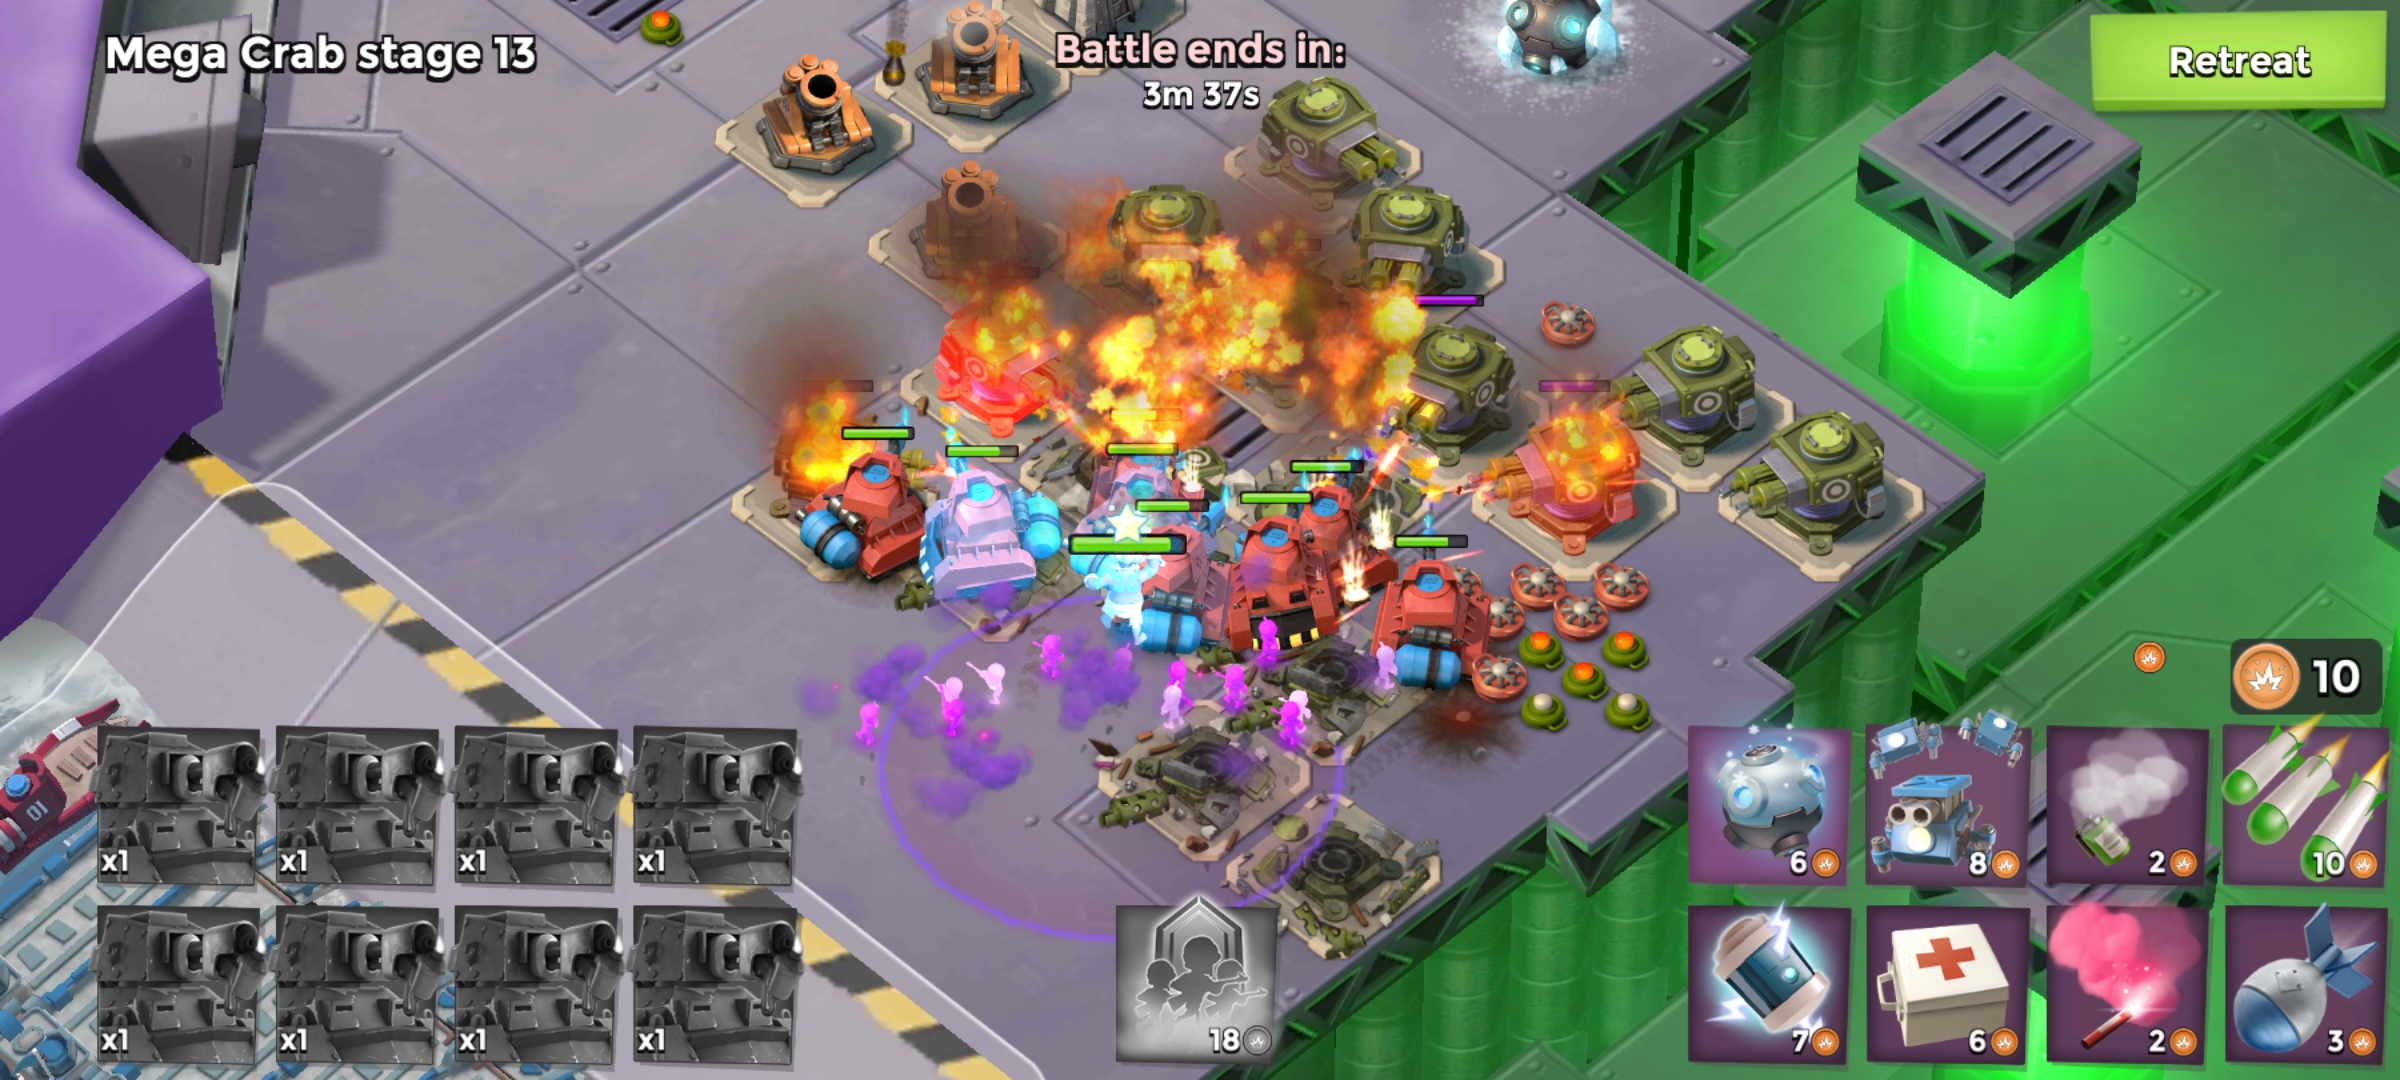 Mega Crab stage 13
Battle ends in:
3m 37s
Retreat
10
01
x1
x1
x1
x1
6
8
2
10
x1
x1
x1
x1
18
7
6
2
3